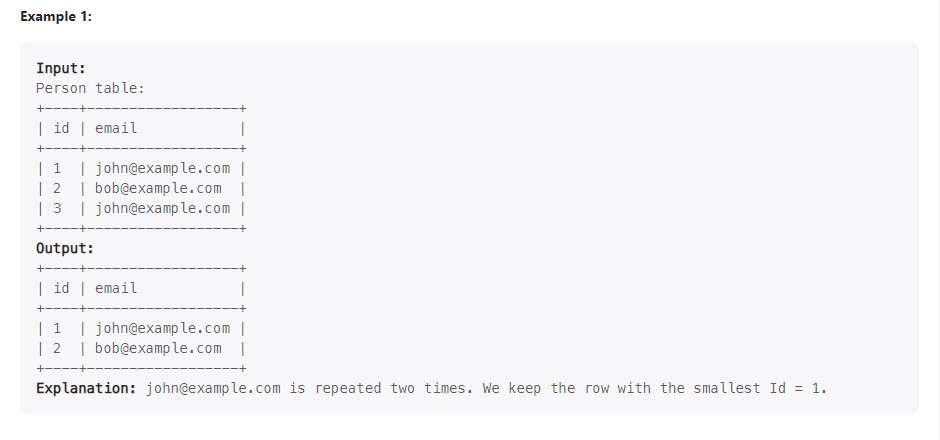 Example 1:
Input:
Person table:
+----+------------------+
| id | email            |
+----+------------------+
| 1  | john@example.com |
| 2  | bob@example.com  |
| 3  | john@example.com |
+----+------------------+
Output:
+----+------------------+
| id | email            |
+----+------------------+
| 1  | john@example.com |
| 2  | bob@example.com  |
+----+------------------+
Explanation: john@example.com is repeated two times. We keep the row with the smallest Id = 1.